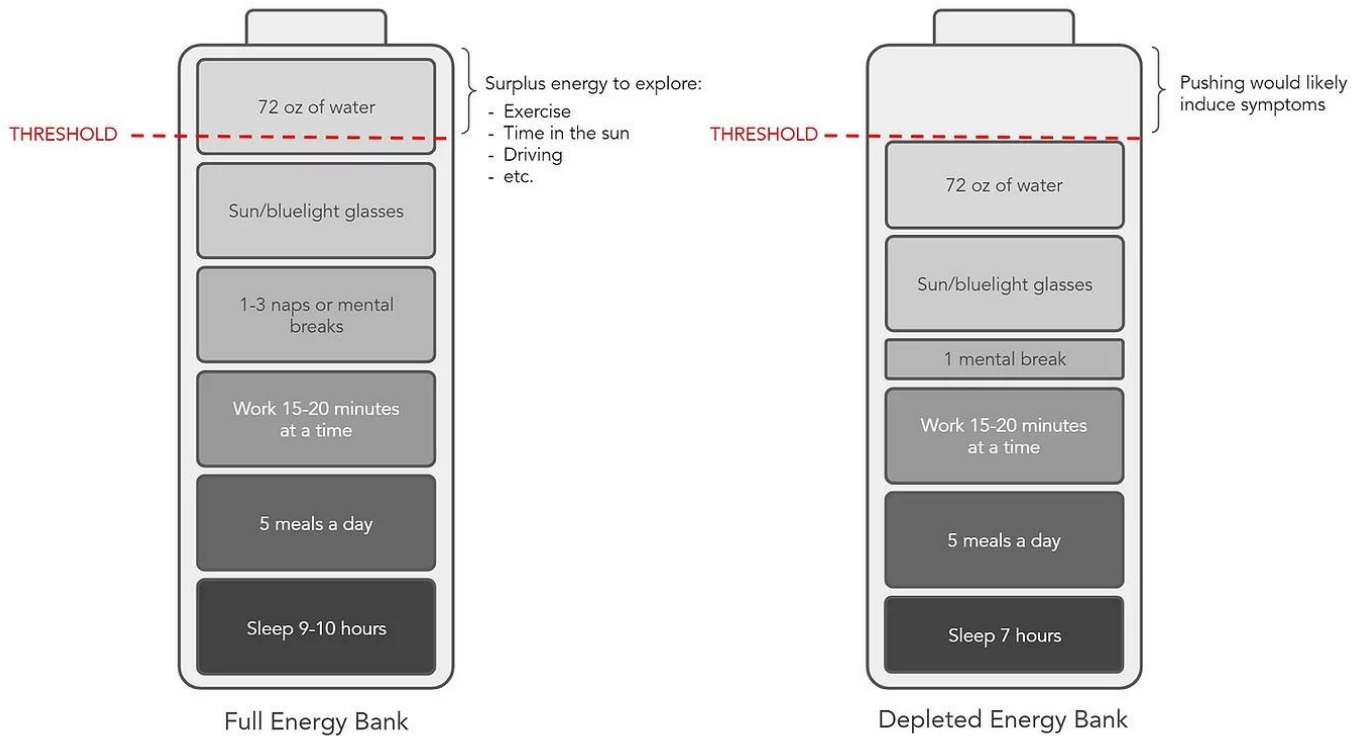 72 oz of water
THRESHOLD
Sun/bluelight glasses
1-3 naps or mental
breaks
Work 15-20 minutes
at a time
5 meals a day
Sleep 9-10 hours
Full Energy Bank
Surplus energy to explore:
- Exercise
- Time in the sun
- Driving
- etc.
THRESHOLD
72 oz of water
Sun/bluelight glasses
1 mental break
Work 15-20 minutes
at a time
5 meals a day
Sleep 7 hours
Depleted Energy Bank
Pushing would likely
induce symptoms